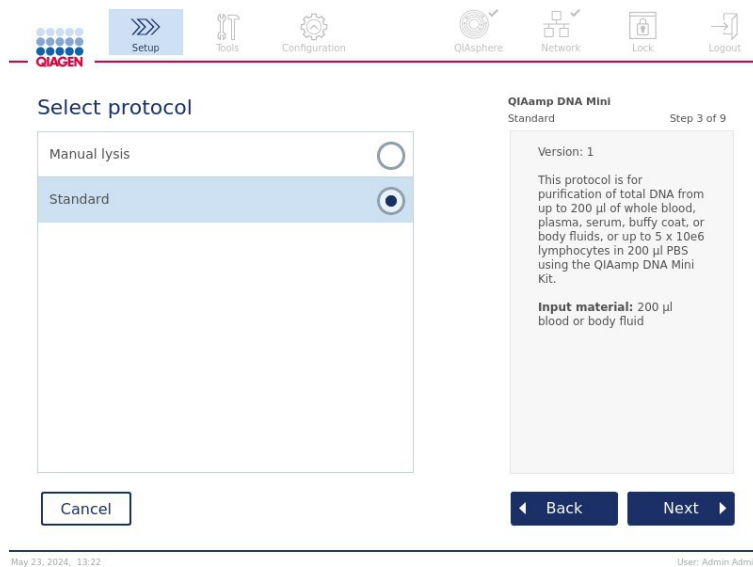 QIAGEN
Setup
Tools
Configuration
QIAsphere
Network
Lock
Logout
Select protocol
Manual lysis
Standard
QIAamp DNA Mini
Standard
Step 3 of 9
Version: 1
This protocol is for
purification of total DNA from
up to 200 µl of whole blood,
plasma, serum, buffy coat, or
body fluids, or up to 5 x 10e6
lymphocytes in 200 µl PBS
using the QIAamp DNA Mini
Kit.
Input material: 200 µl
blood or body fluid
Cancel
Back
Next
May 23, 2024, 13:22
User: Admin Admi